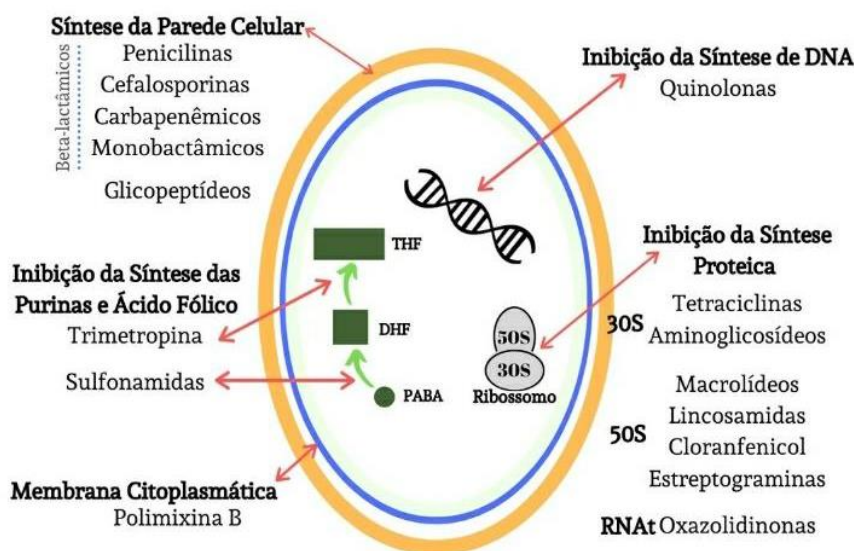 Síntese da Parede Celular
Beta-lactâmicos
Penicilinas
Cefalosporinas
Carbapenêmicos
Monobactâmicos
Glicopeptídeos
Inibição da Síntese de DNA
Quinolonas
THF
Inibição da Síntese das
Purinas e Ácido Fólico
Trimetropina
DHF
Sulfonamidas
PABA
50S
30S
Ribossomo
Inibição da Síntese
Proteica
30S
Tetraciclinas
Aminoglicosídeos
50S
Macrolídeos
Lincosamidas
Cloranfenicol
Estreptograminas
RNAt Oxazolidinonas
Membrana Citoplasmática
Polimixina B